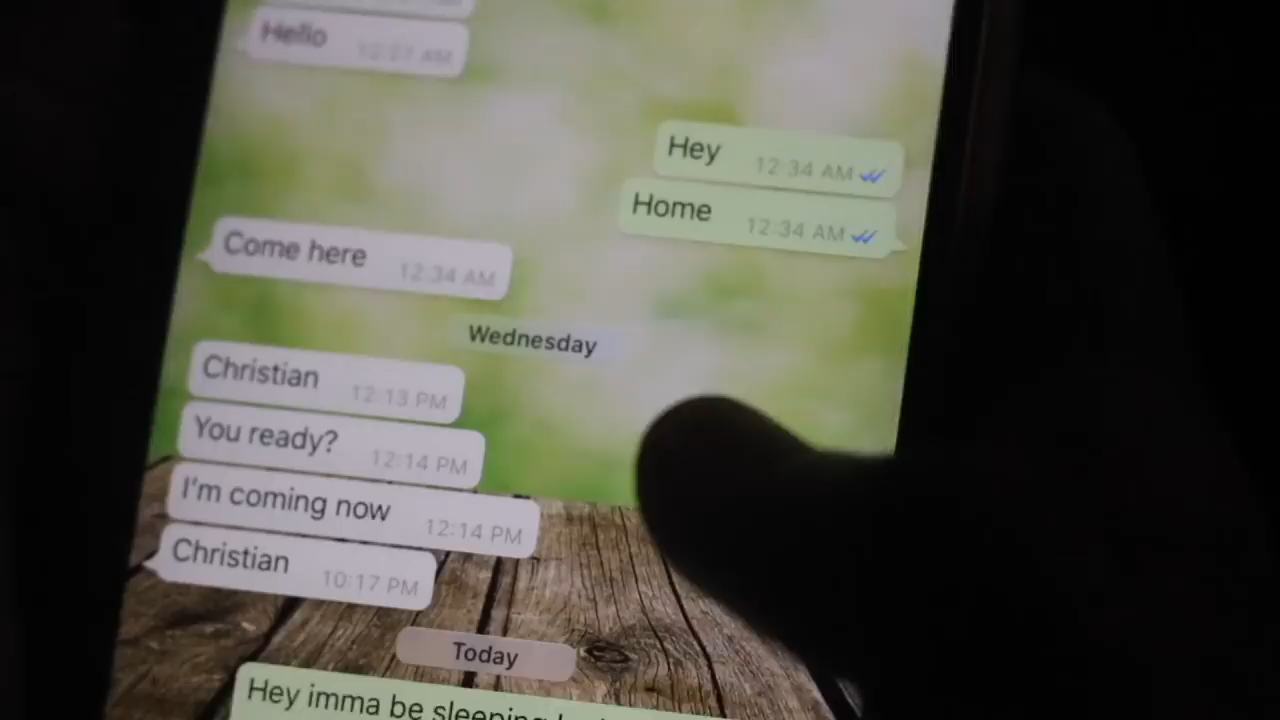 Hello
Hey 12:34 AM
Home 12:34 AM
Come here 12:34 AM
Wednesday
Christian 12:13 PM
You ready? 12:14 PM
I'm coming now 12:14 PM
Christian 10:17 PM
Today
Hey imma be sleeping